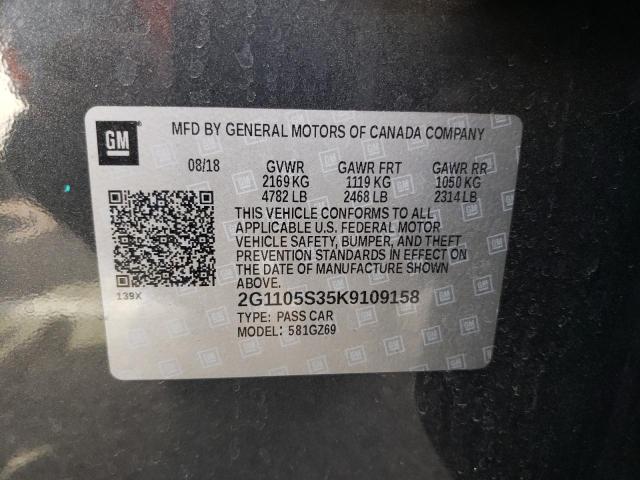 GM
MFD BY GENERAL MOTORS OF CANADA COMPANY
08/18 GVWR GAWR FRT GAWR RR
2169 KG 1119 KG 1050 KG
4782 LB 2468 LB 2314 LB
THIS VEHICLE CONFORMS TO ALL
APPLICABLE U.S. FEDERAL MOTOR
VEHICLE SAFETY, BUMPER, AND THEFT
PREVENTION STANDARDS IN EFFECT ON
THE DATE OF MANUFACTURE SHOWN
ABOVE.
139X
2G1105S35K9109158
TYPE: PASS CAR
MODEL: 581GZ69